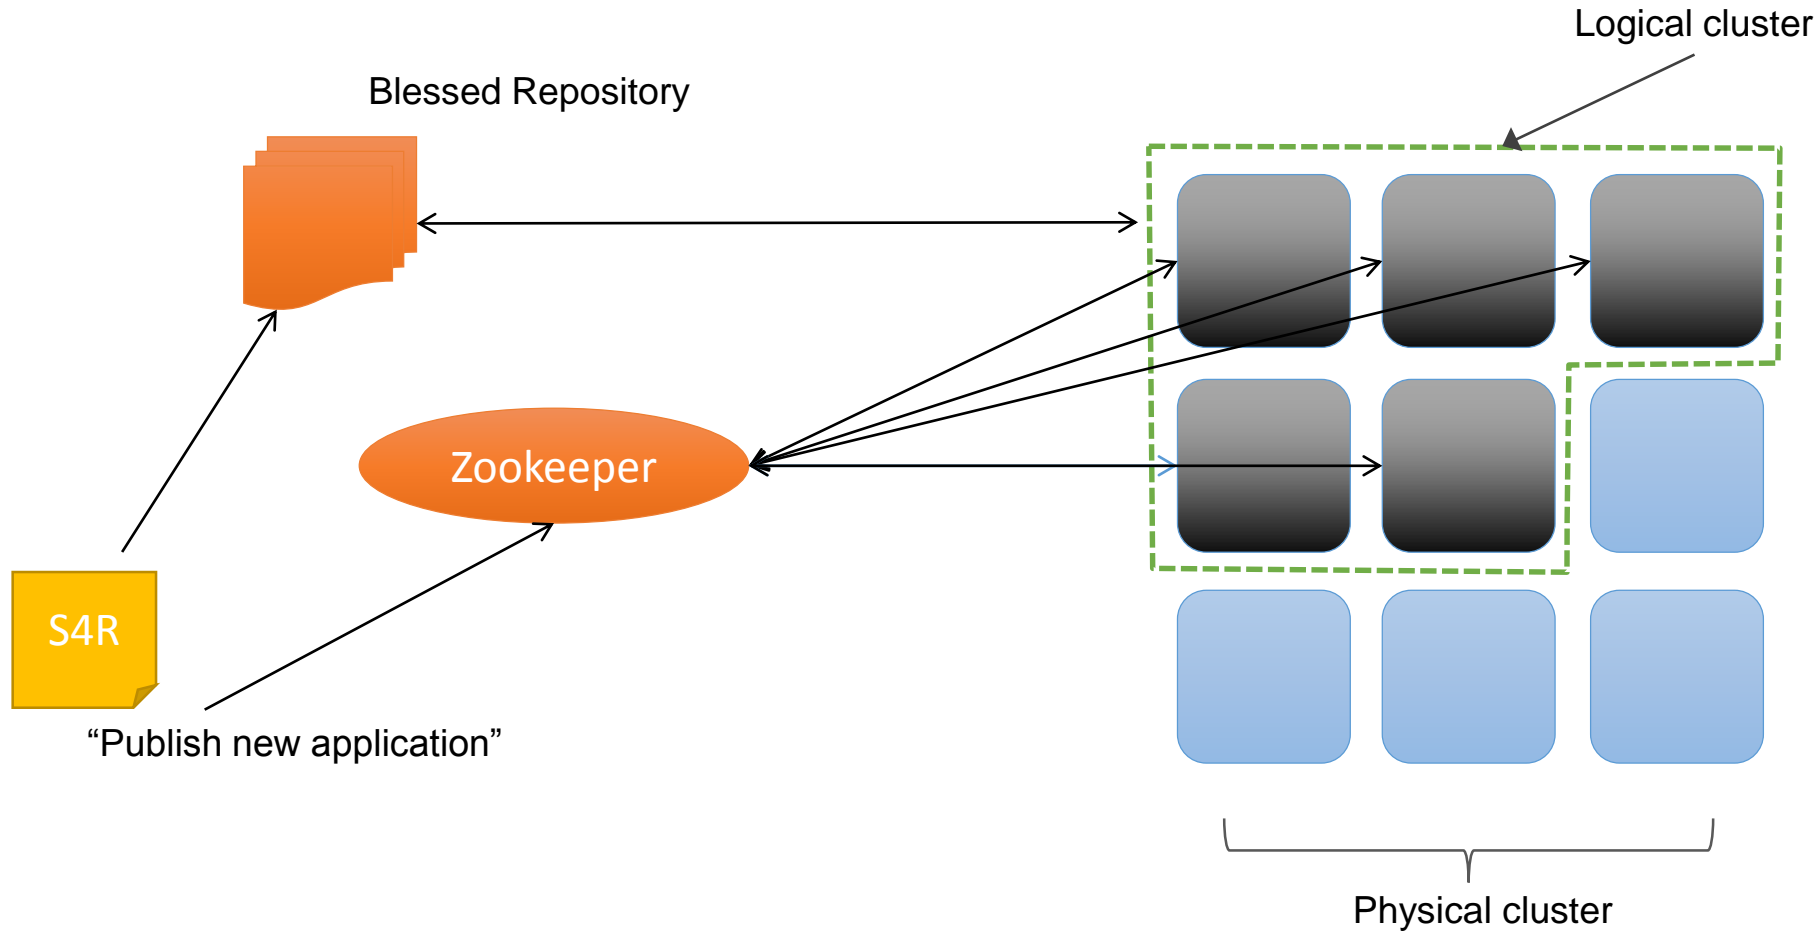 Logical cluster
Blessed Repository
Zookeeper
S4R
“Publish new application”
Physical cluster